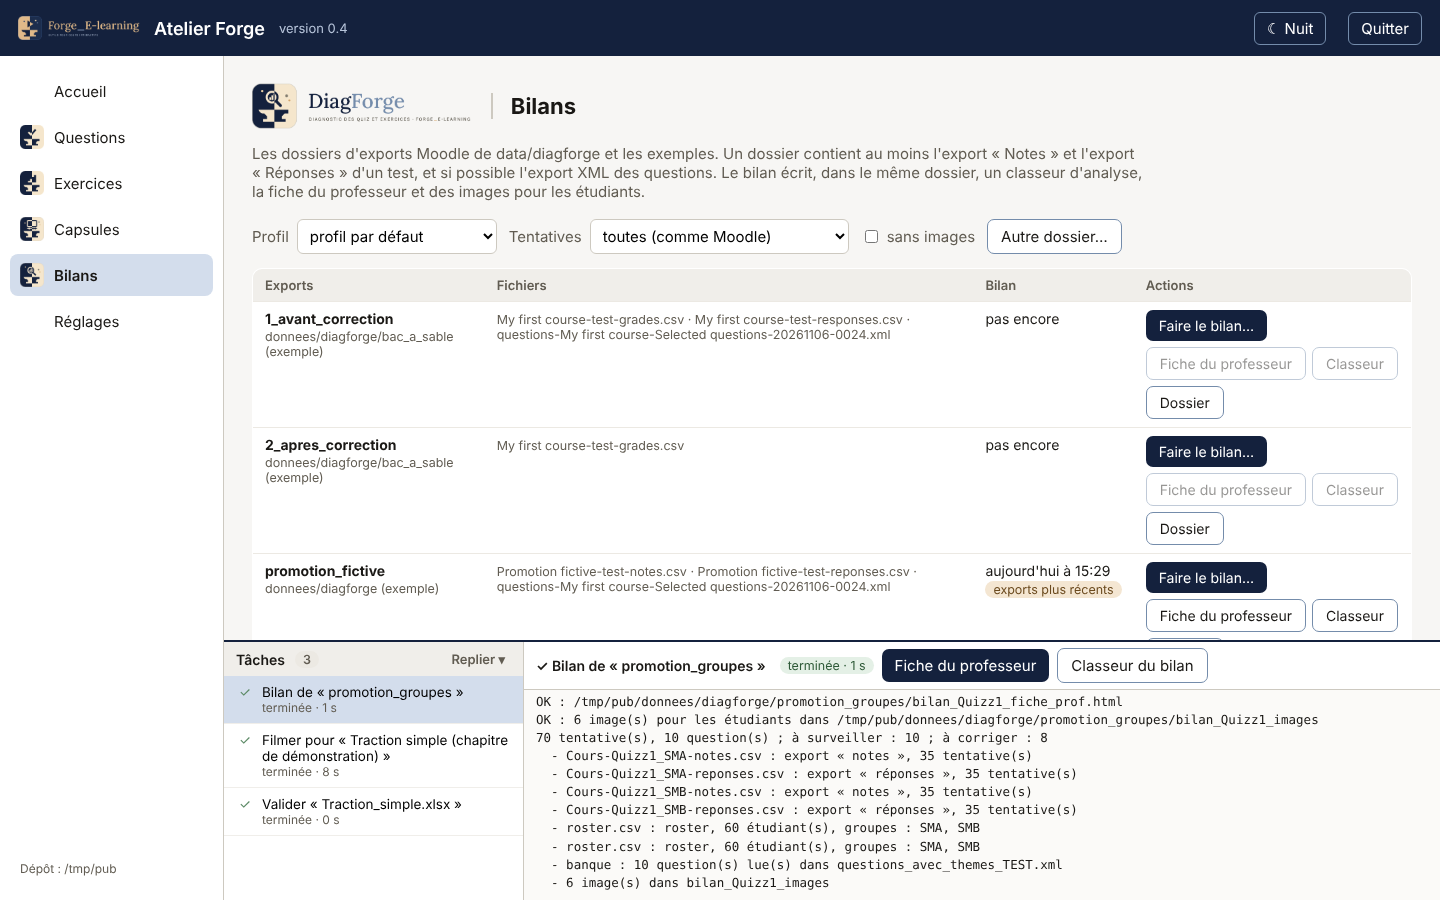 Forge_E-learning
Atelier Forge
version 0.4
☾ Nuit
Quitter
Accueil
Questions
Exercices
Capsules
Bilans
Réglages
Dépôt : /tmp/pub
DiagForge
DIAGNOSTIC DES QUIZ ET EXERCICES · FORGE_E-LEARNING
Bilans
Les dossiers d'exports Moodle de data/diagforge et les exemples. Un dossier contient au moins l'export « Notes » et l'export
« Réponses » d'un test, et si possible l'export XML des questions. Le bilan écrit, dans le même dossier, un classeur d'analyse,
la fiche du professeur et des images pour les étudiants.
Profil
profil par défaut
Tentatives
toutes (comme Moodle)
sans images
Autre dossier...
Exports
Fichiers
Bilan
Actions
1_avant_correction
donnees/diagforge/bac_a_sable
(exemple)
My first course-test-grades.csv · My first course-test-responses.csv ·
questions-My first course-Selected questions-20261106-0024.xml
pas encore
Faire le bilan...
Fiche du professeur
Classeur
Dossier
2_apres_correction
donnees/diagforge/bac_a_sable
(exemple)
My first course-test-grades.csv
pas encore
Faire le bilan...
Fiche du professeur
Classeur
Dossier
promotion_fictive
donnees/diagforge (exemple)
Promotion fictive-test-notes.csv · Promotion fictive-test-reponses.csv ·
questions-My first course-Selected questions-20261106-0024.xml
aujourd'hui à 15:29
exports plus récents
Faire le bilan...
Fiche du professeur
Classeur
Tâches
3
Replier ▾
✓ Bilan de « promotion_groupes »
terminée · 1 s
✓ Filmer pour « Traction simple (chapitre
de démonstration) »
terminée · 8 s
✓ Valider « Traction_simple.xlsx »
terminée · 0 s
✓ Bilan de « promotion_groupes »
terminée · 1 s
Fiche du professeur
Classeur du bilan
OK : /tmp/pub/donnees/diagforge/promotion_groupes/bilan_Quizz1_fiche_prof.html
OK : 6 image(s) pour les étudiants dans /tmp/pub/donnees/diagforge/promotion_groupes/bilan_Quizz1_images
70 tentative(s), 10 question(s) ; à surveiller : 10 ; à corriger : 8
- Cours-Quizz1_SMA-notes.csv : export « notes », 35 tentative(s)
- Cours-Quizz1_SMA-reponses.csv : export « réponses », 35 tentative(s)
- Cours-Quizz1_SMB-notes.csv : export « notes », 35 tentative(s)
- Cours-Quizz1_SMB-reponses.csv : export « réponses », 35 tentative(s)
- roster.csv : roster, 60 étudiant(s), groupes : SMA, SMB
- roster.csv : roster, 60 étudiant(s), groupes : SMA, SMB
- banque : 10 question(s) lue(s) dans questions_avec_themes_TEST.xml
- 6 image(s) dans bilan_Quizz1_images